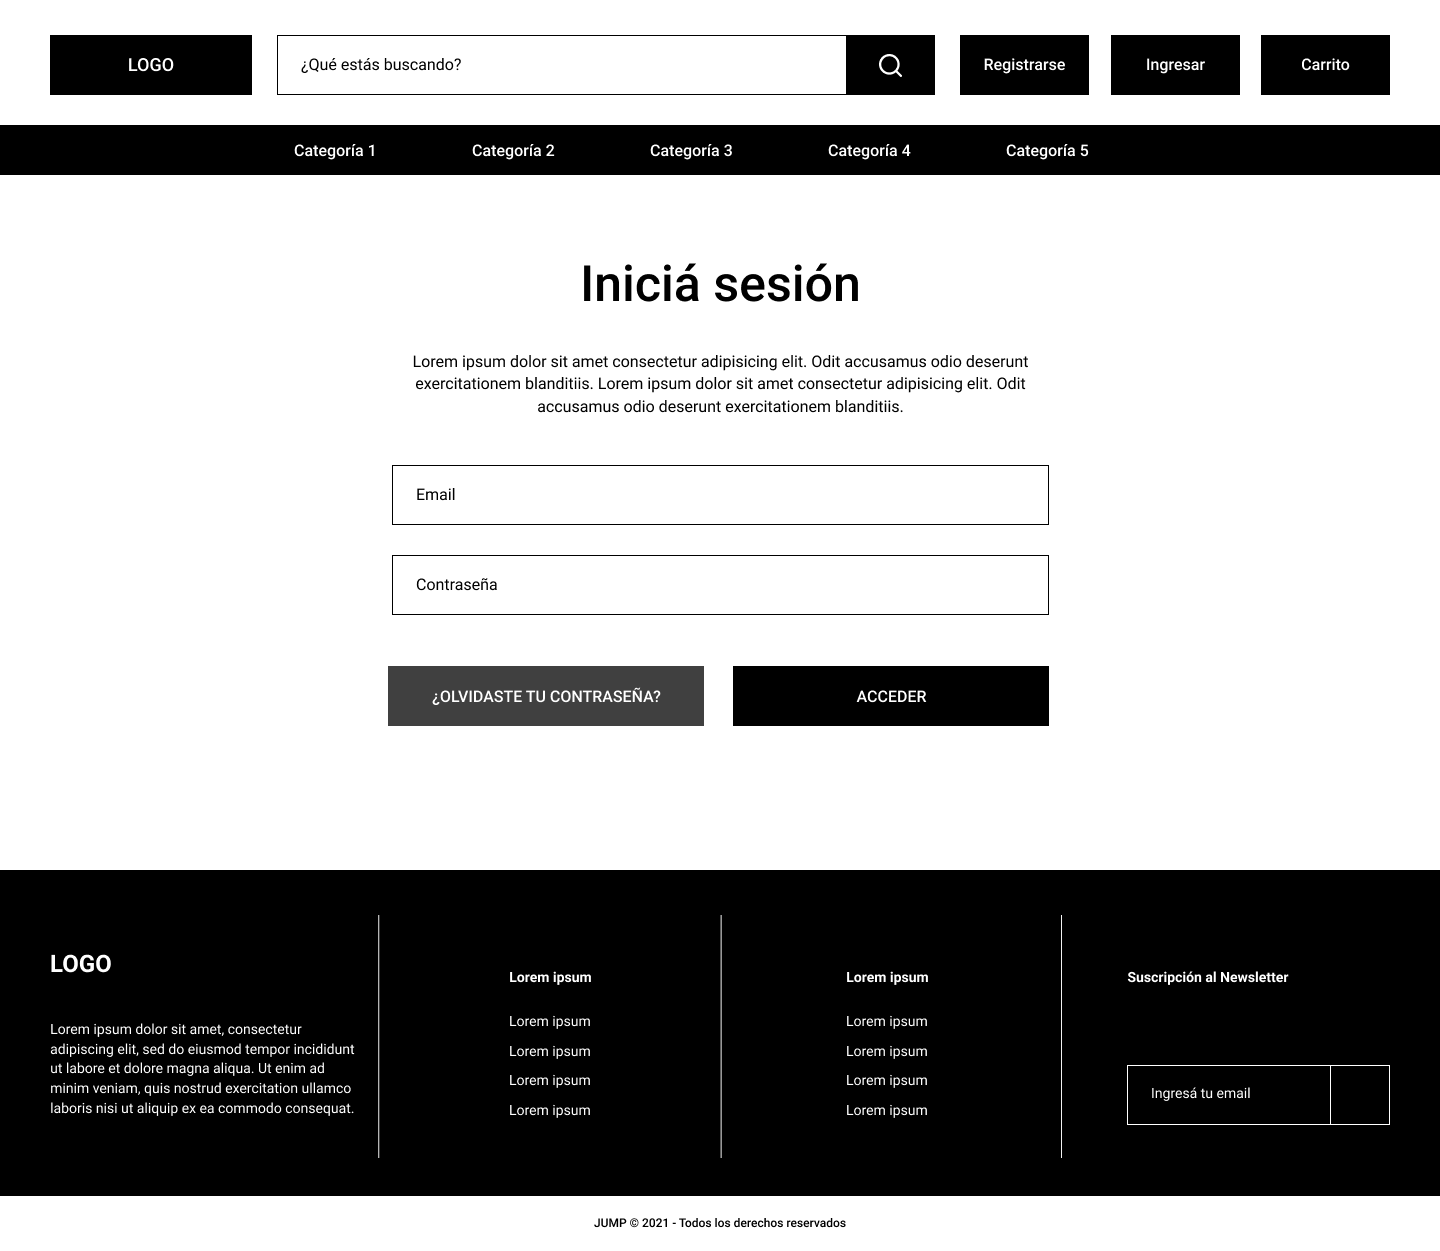 LOGO
¿Qué estás buscando?
Registrarse
Ingresar
Carrito
Categoría 1
Categoría 2
Categoría 3
Categoría 4
Categoría 5
Iniciá sesión
Lorem ipsum dolor sit amet consectetur adipisicing elit. Odit accusamus odio deserunt
exercitationem blanditiis. Lorem ipsum dolor sit amet consectetur adipisicing elit. Odit
accusamus odio deserunt exercitationem blanditiis.
Email
Contraseña
¿OLVIDASTE TU CONTRASEÑA?
ACCEDER
LOGO
Lorem ipsum dolor sit amet, consectetur
adipiscing elit, sed do eiusmod tempor incididunt
ut labore et dolore magna aliqua. Ut enim ad
minim veniam, quis nostrud exercitation ullamco
laboris nisi ut aliquip ex ea commodo consequat.
Lorem ipsum
Lorem ipsum
Lorem ipsum
Lorem ipsum
Lorem ipsum
Lorem ipsum
Lorem ipsum
Lorem ipsum
Lorem ipsum
Lorem ipsum
Suscripción al Newsletter
Ingresá tu email
JUMP © 2021 - Todos los derechos reservados